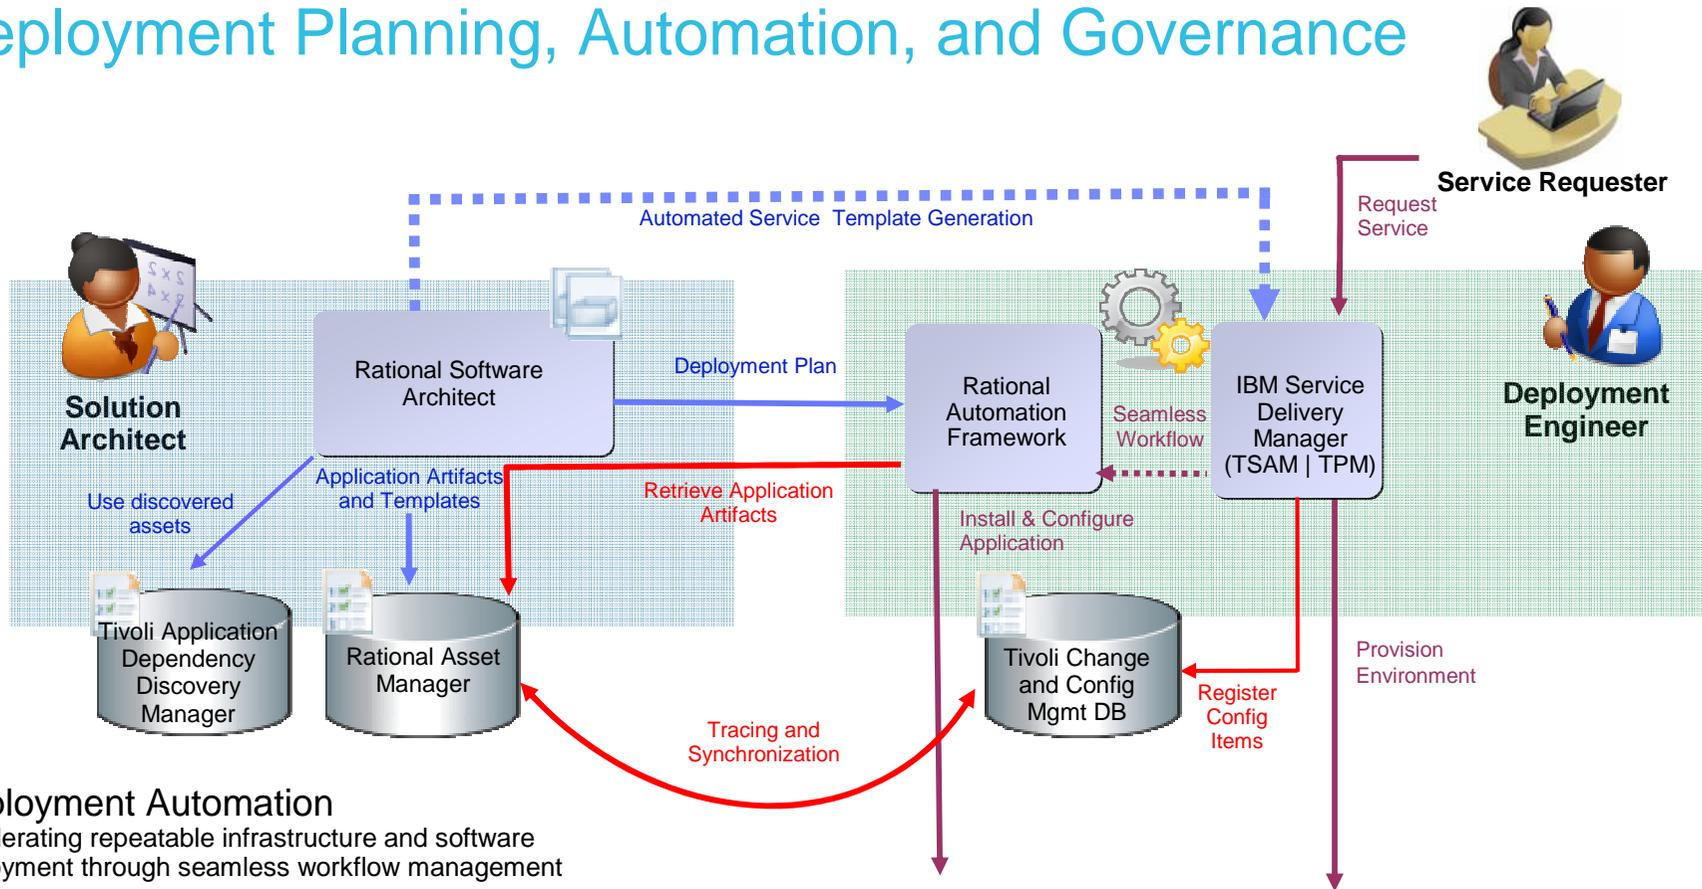 eployment Planning, Automation, and Governance
Service Requester
Request
Service
Automated Service Template Generation
Solution
Architect
Rational Software
Architect
Deployment Plan
Rational
Automation
Framework
Seamless
Workflow
IBM Service
Delivery
Manager
(TSAM | TPM)
Deployment
Engineer
Use discovered
assets
Application Artifacts
and Templates
Retrieve Application
Artifacts
Install & Configure
Application
Tivoli Application
Dependency
Discovery
Manager
Rational Asset
Manager
Tivoli Change
and Config
Mgmt DB
Register
Config
Items
Provision
Environment
Tracing and
Synchronization
ployment Automation
lerating repeatable infrastructure and software
oyment through seamless workflow management